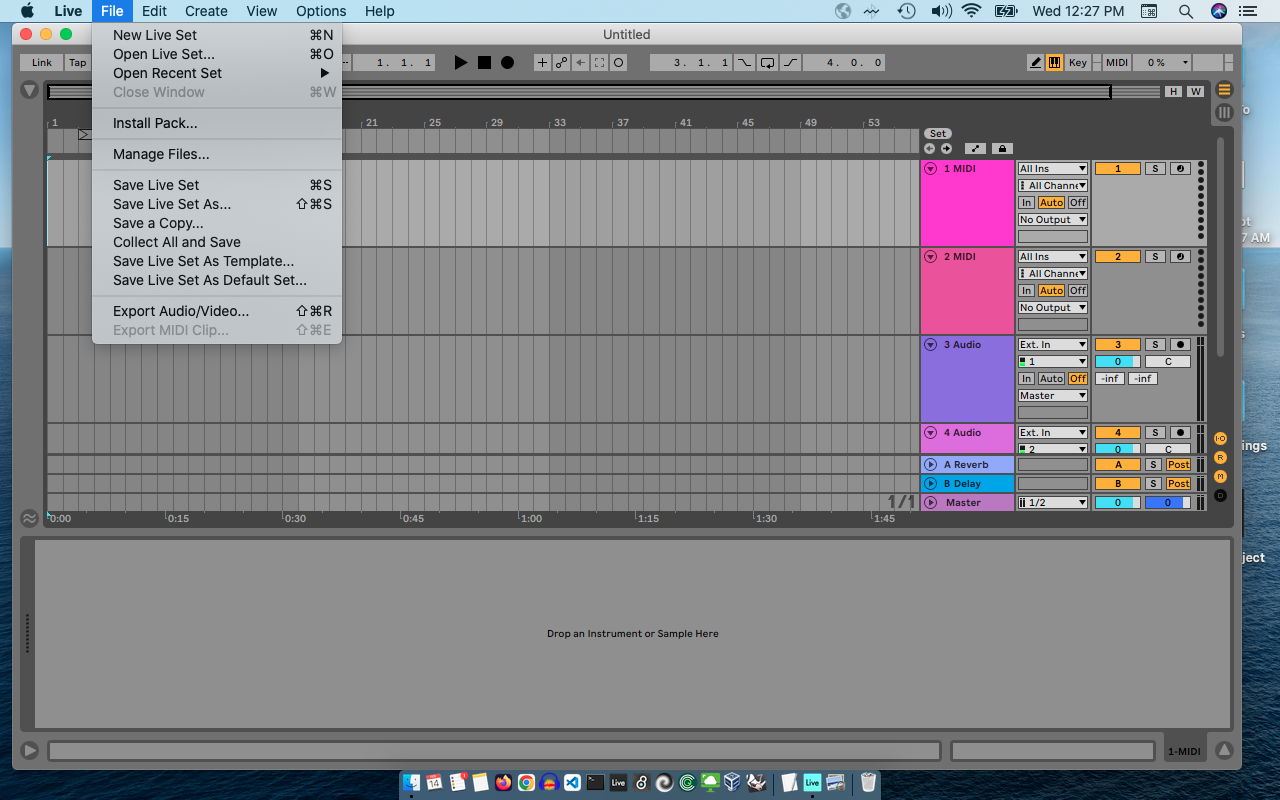 Live File Edit Create View Options Help Wed 12:27 PM
Untitled
Link Tap 1. 1. 1 3. 1. 1 4. 0. 0 Key MIDI 0 %
New Live Set ⌘N
Open Live Set... ⌘O
Open Recent Set ▶
Close Window ⌘W
Install Pack...
Manage Files...
Save Live Set ⌘S
Save Live Set As... ⇧⌘S
Save a Copy...
Collect All and Save
Save Live Set As Template...
Save Live Set As Default Set...
Export Audio/Video... ⇧⌘R
Export MIDI Clip... ⇧⌘E
H W
1 21 25 29 33 37 41 45 49 53
Set
1 MIDI All Ins 1 S
All Channe
In Auto Off
No Output
2 MIDI All Ins 2 S
All Channe
In Auto Off
No Output
3 Audio Ext. In 3 S
1 0 C
In Auto Off -inf -inf
Master
4 Audio Ext. In 4 S
2 0 C
A Reverb A S Post
B Delay B S Post
1/1 Master 1/2 0 0
0:00 0:15 0:30 0:45 1:00 1:15 1:30 1:45
I·O
R
M
D
7 AM
ings
ject
Drop an Instrument or Sample Here
1-MIDI
14 1 Live Live